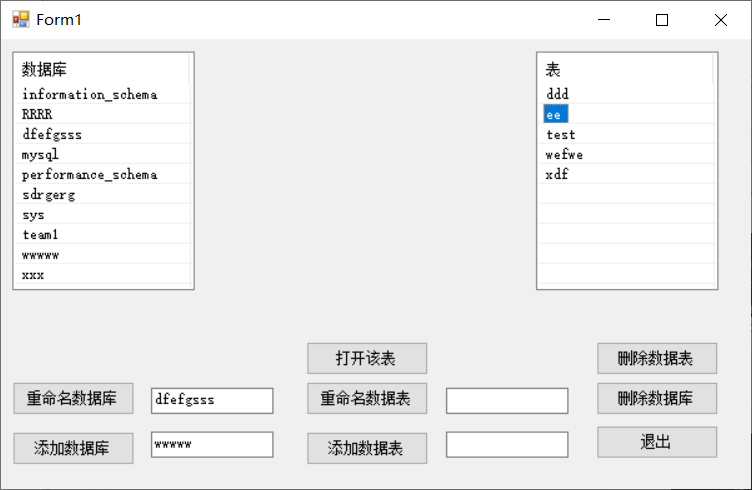 Form1
数据库
information_schema
RRRR
dfefgsss
mysql
performance_schema
sdrgerg
sys
team1
wwwww
xxx
表
ddd
ee
test
wefwe
xdf
打开该表
删除数据表
重命名数据库
dfefgsss
重命名数据表
删除数据库
添加数据库
wwwww
添加数据表
退出